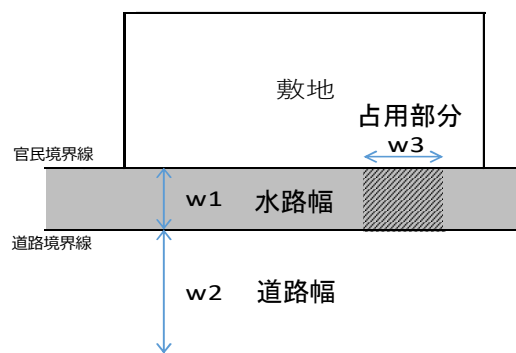 敷地
占用部分
w3
官民境界線
w1 水路幅
道路境界線
w2 道路幅